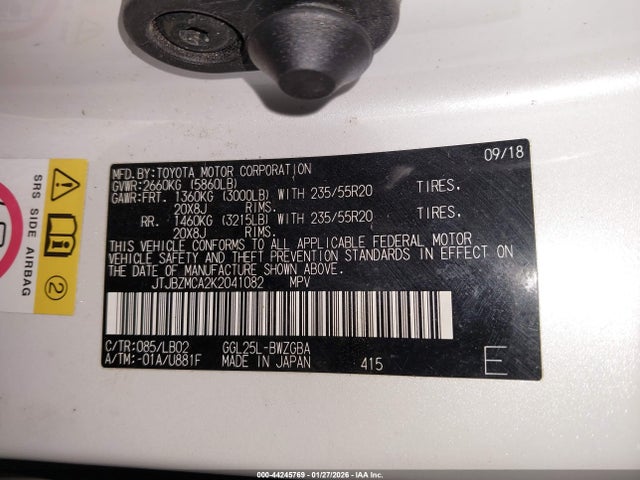 09/18
MFD.BY:TOYOTA MOTOR CORPORATION
GVWR:2660KG (5860LB)
GAWR:FRT. 1360KG (3000LB) WITH 235/55R20 TIRES.
20X8J RIMS.
RR. 1460KG (3215LB) WITH 235/55R20 TIRES.
20X8J RIMS.
THIS VEHICLE CONFORMS TO ALL APPLICABLE FEDERAL MOTOR
VEHICLE SAFETY AND THEFT PREVENTION STANDARDS IN EFFECT ON
THE DATE OF MANUFACTURE SHOWN ABOVE.
JTJBZMCA2K2041082 MPV
C/TR:085/LB02 GGL25L-BWZGBA
A/TM:-01A/U881F MADE IN JAPAN 415 E
SRS SIDE AIRBAG
2
000-44245769 - 01/27/2026 - IAA Inc.